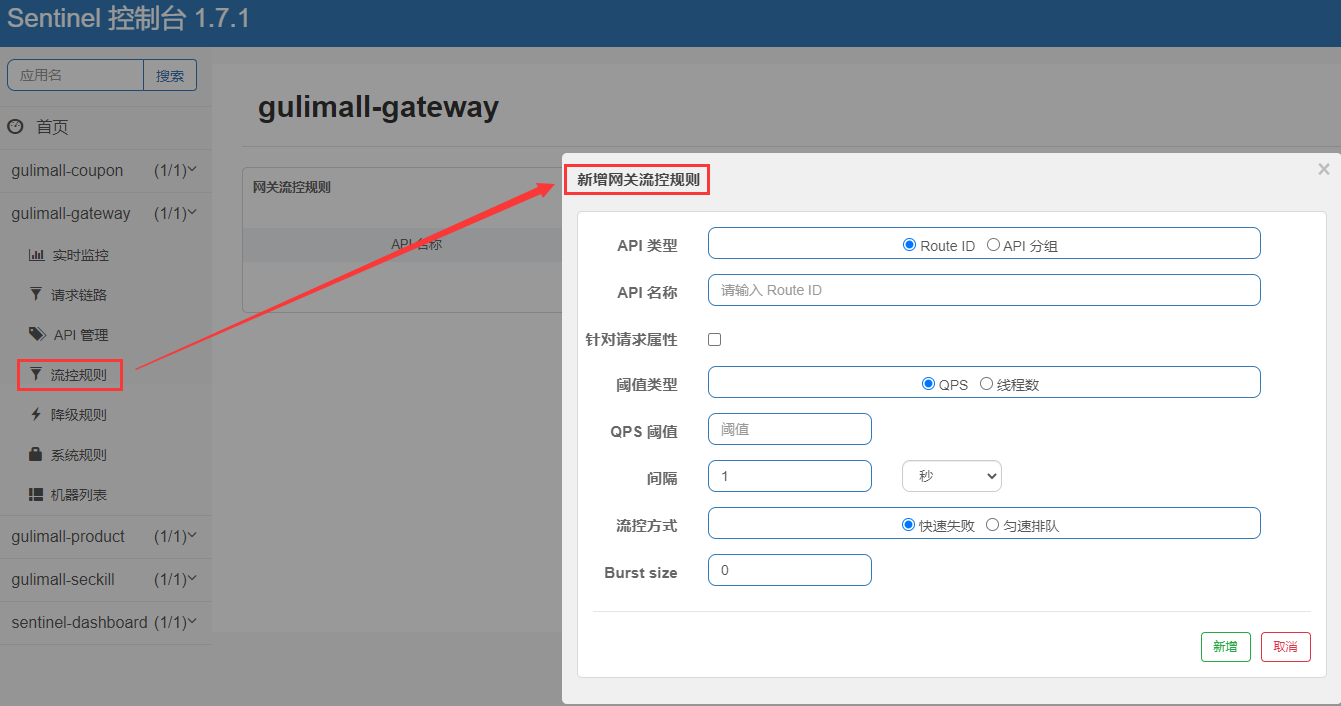 Sentinel 控制台 1.7.1
应用名
搜索
首页
gulimall-coupon (1/1)
gulimall-gateway (1/1)
实时监控
请求链路
API 管理
流控规则
降级规则
系统规则
机器列表
gulimall-product (1/1)
gulimall-seckill (1/1)
sentinel-dashboard (1/1)
gulimall-gateway
网关流控规则
API 名称
新增网关流控规则
×
API 类型 Route ID API 分组
API 名称 请输入 Route ID
针对请求属性
阈值类型 QPS 线程数
QPS 阈值 阈值
间隔 1 秒
流控方式 快速失败 匀速排队
Burst size 0
新增 取消